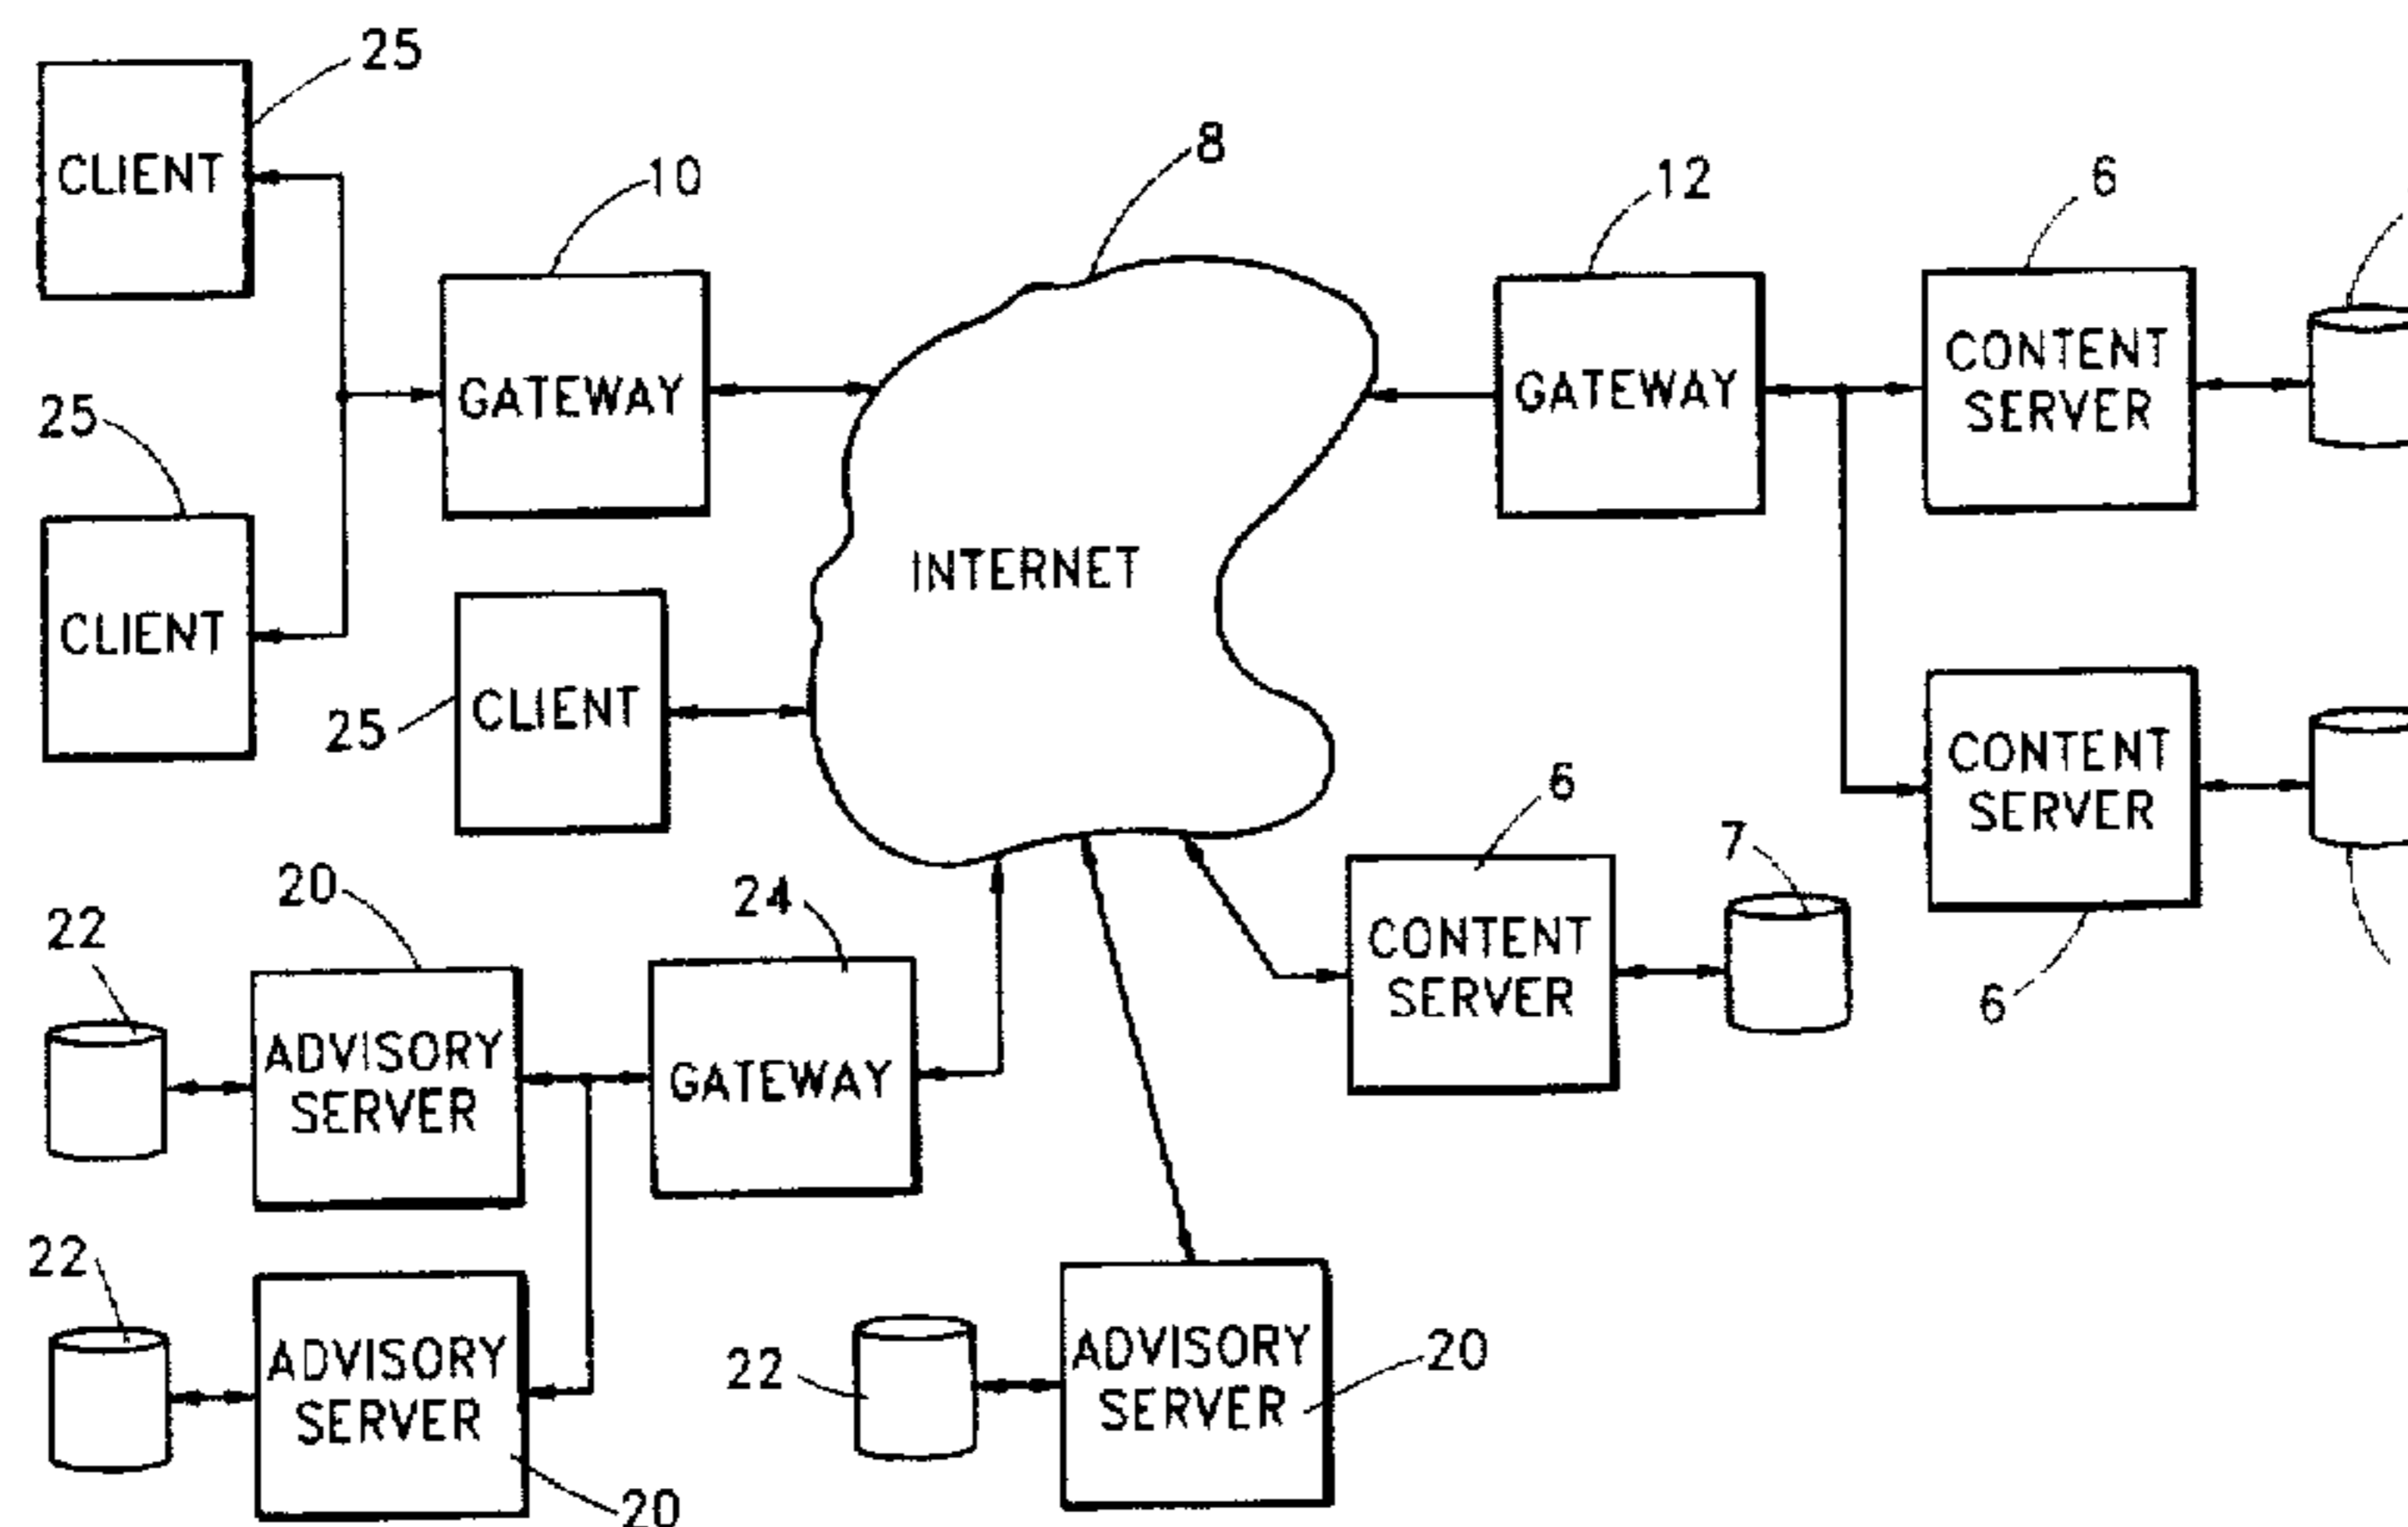 25
CLIENT
10
8
12
6
GATEWAY
GATEWAY
CONTENT
SERVER
25
CLIENT
INTERNET
CLIENT
25
CONTENT
SERVER
6
6
7
CONTENT
SERVER
20
24
22
ADVISORY
SERVER
GATEWAY
22
ADVISORY
SERVER
20
22
ADVISORY
SERVER
20